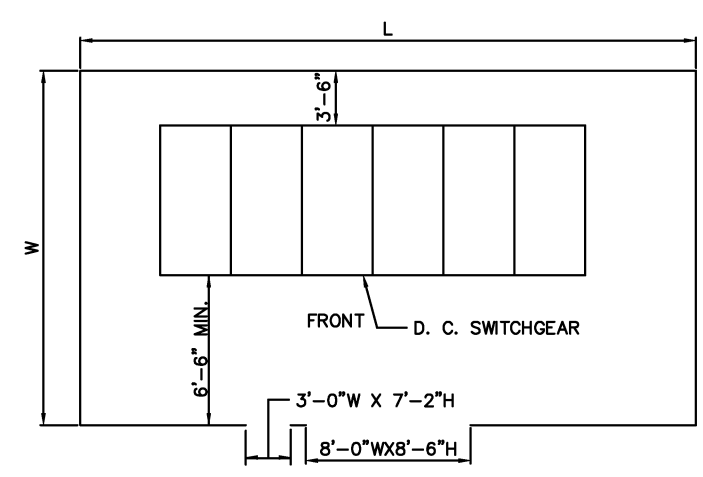 L
3'-6"
W
6'-6" MIN.
FRONT
D. C. SWITCHGEAR
3'-0"W X 7'-2"H
8'-0"WX8'-6"H